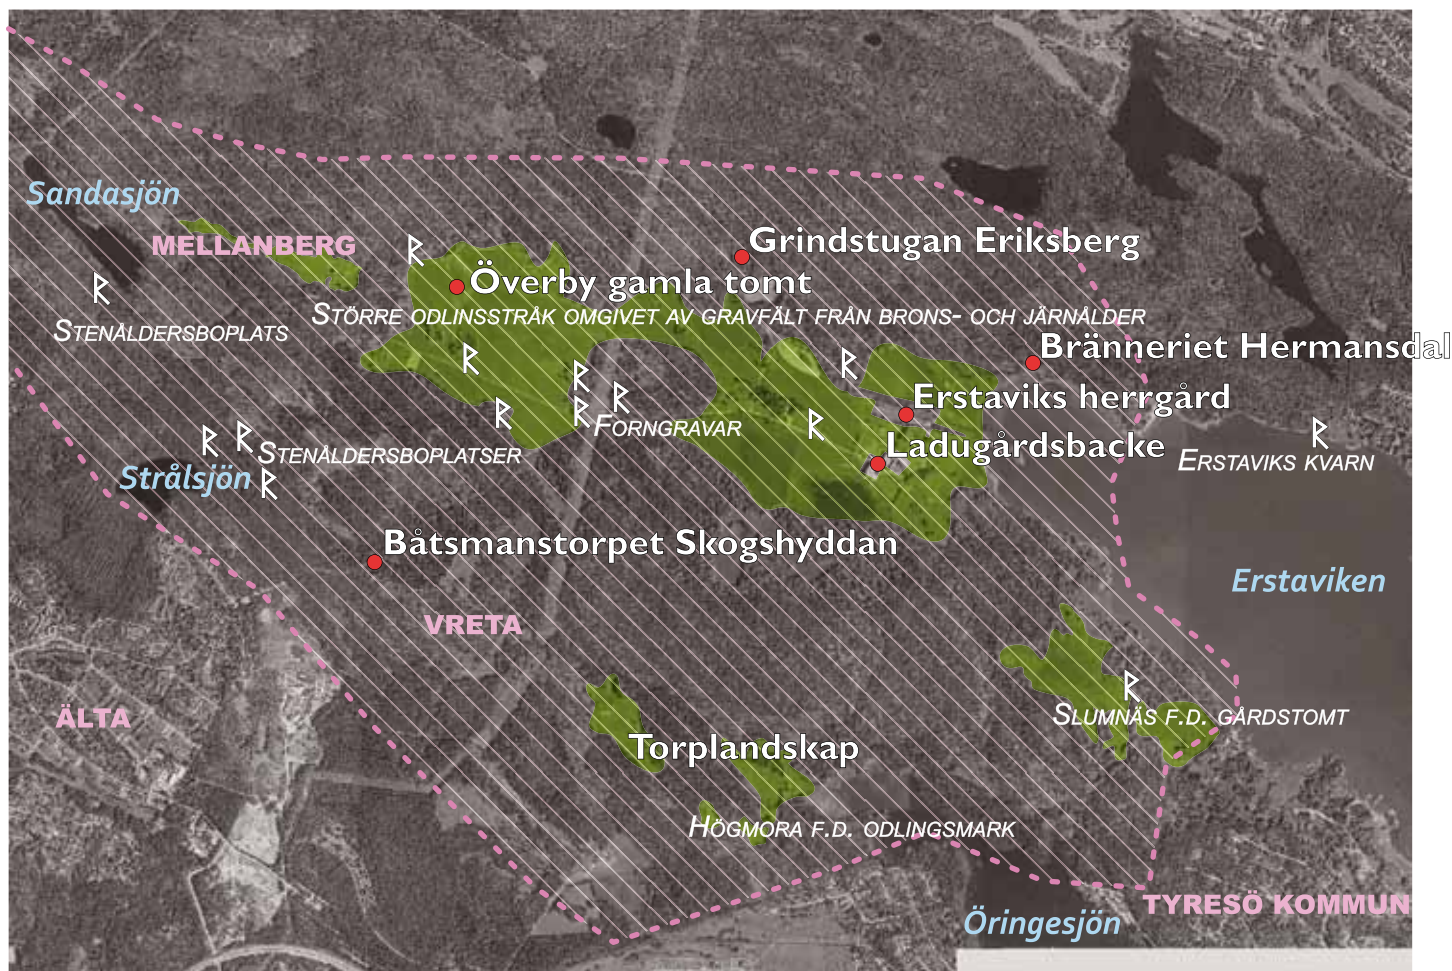 Sandasjön
MELLANBERG
Grindstugan Eriksberg
Överby gamla tomt
STÖRRE ODLINSSTRÅK OMGIVET AV GRAVFÄLT FRÅN BRONS- OCH JÄRNÅLDER
STENÅLDERSBOPLATS
Bränneriet Hermansdal
Erstaviks herrgård
FORNGRAVAR
Ladugårdsbacke
STENÅLDERSBOPLATSER
ERSTAVIKS KVARN
Strålsjön
Båtsmanstorpet Skogshyddan
Erstaviken
VRETA
ÄLTA
SLUMNÄS F.D. GÅRDSTOMT
Torplandskap
HÖGMORA F.D. ODLINGSMARK
TYRESÖ KOMMUN
Öringesjön